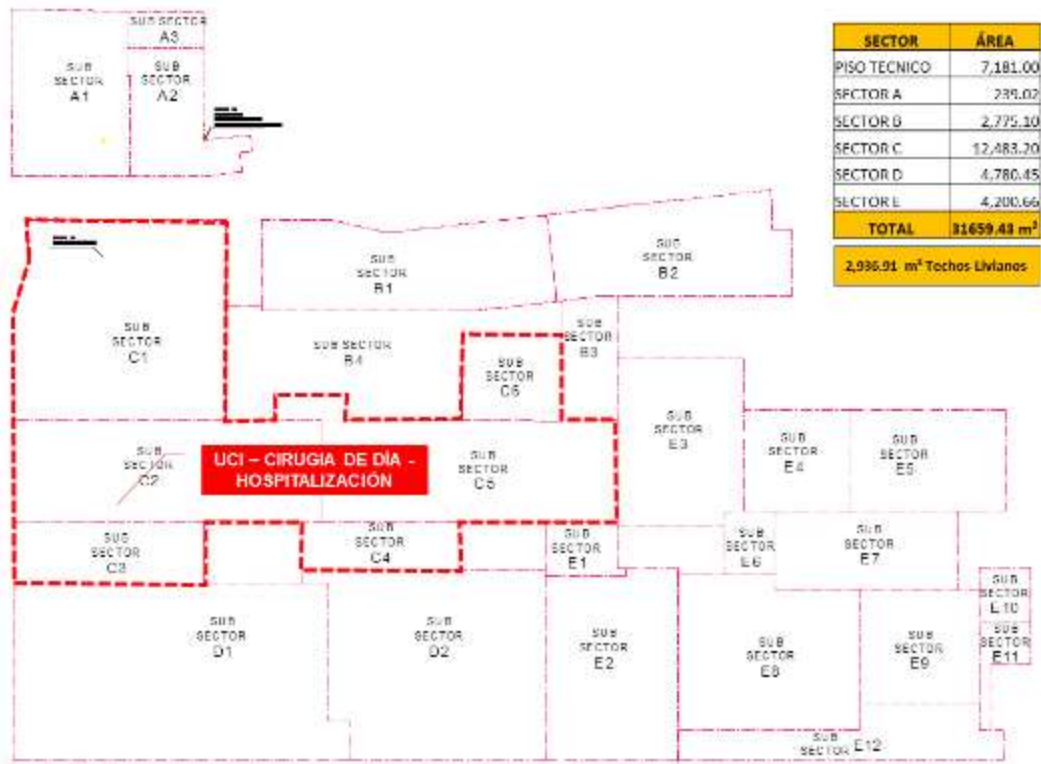 SUB SECTOR
A3
SUB
SECTOR
A1
SUB
SECTOR
A2
SECTOR ÁREA
PISO TECNICO 7,181.00
SECTOR A 239.02
SECTOR B 2,775.10
SECTOR C 12,483.20
SECTOR D 4,780.45
SECTOR E 4,200.66
TOTAL 31659.43 m²
2,936.91 m² Techos Livianos
SUB
SECTOR
B1
SUB
SECTOR
B2
SUB
SECTOR
C1
SUB SECTOR
B4
SUB
SECTOR
C6
SUB
SECTOR
B3
SUB
SECTOR
E3
SUB
SECTOR
E4
SUB
SECTOR
E5
SUB
SECTOR
C2
UCI – CIRUGIA DE DÍA -
HOSPITALIZACIÓN
SUB
SECTOR
C5
SUB
SECTOR
C3
SUB
SECTOR
C4
SUB
SECTOR
E1
SUB
SECTOR
E6
SUB
SECTOR
E7
SUB
SECTOR
E10
SUB
SECTOR
E11
SUB
SECTOR
D1
SUB
SECTOR
D2
SUB
SECTOR
E2
SUB
SECTOR
E8
SUB
SECTOR
E9
SUB
SECTOR E12